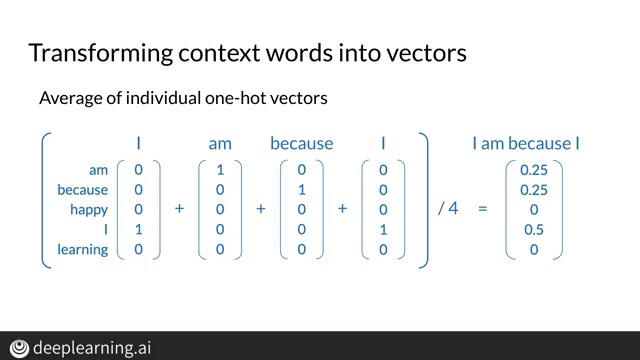 Transforming context words into vectors
Average of individual one-hot vectors
I am because I I am because I
am 0 1 0 0 0.25
because 0 0 1 0 0.25
happy 0 + 0 + 0 + 0 / 4 = 0
I 1 0 0 1 0.5
learning 0 0 0 0 0
deeplearning.ai